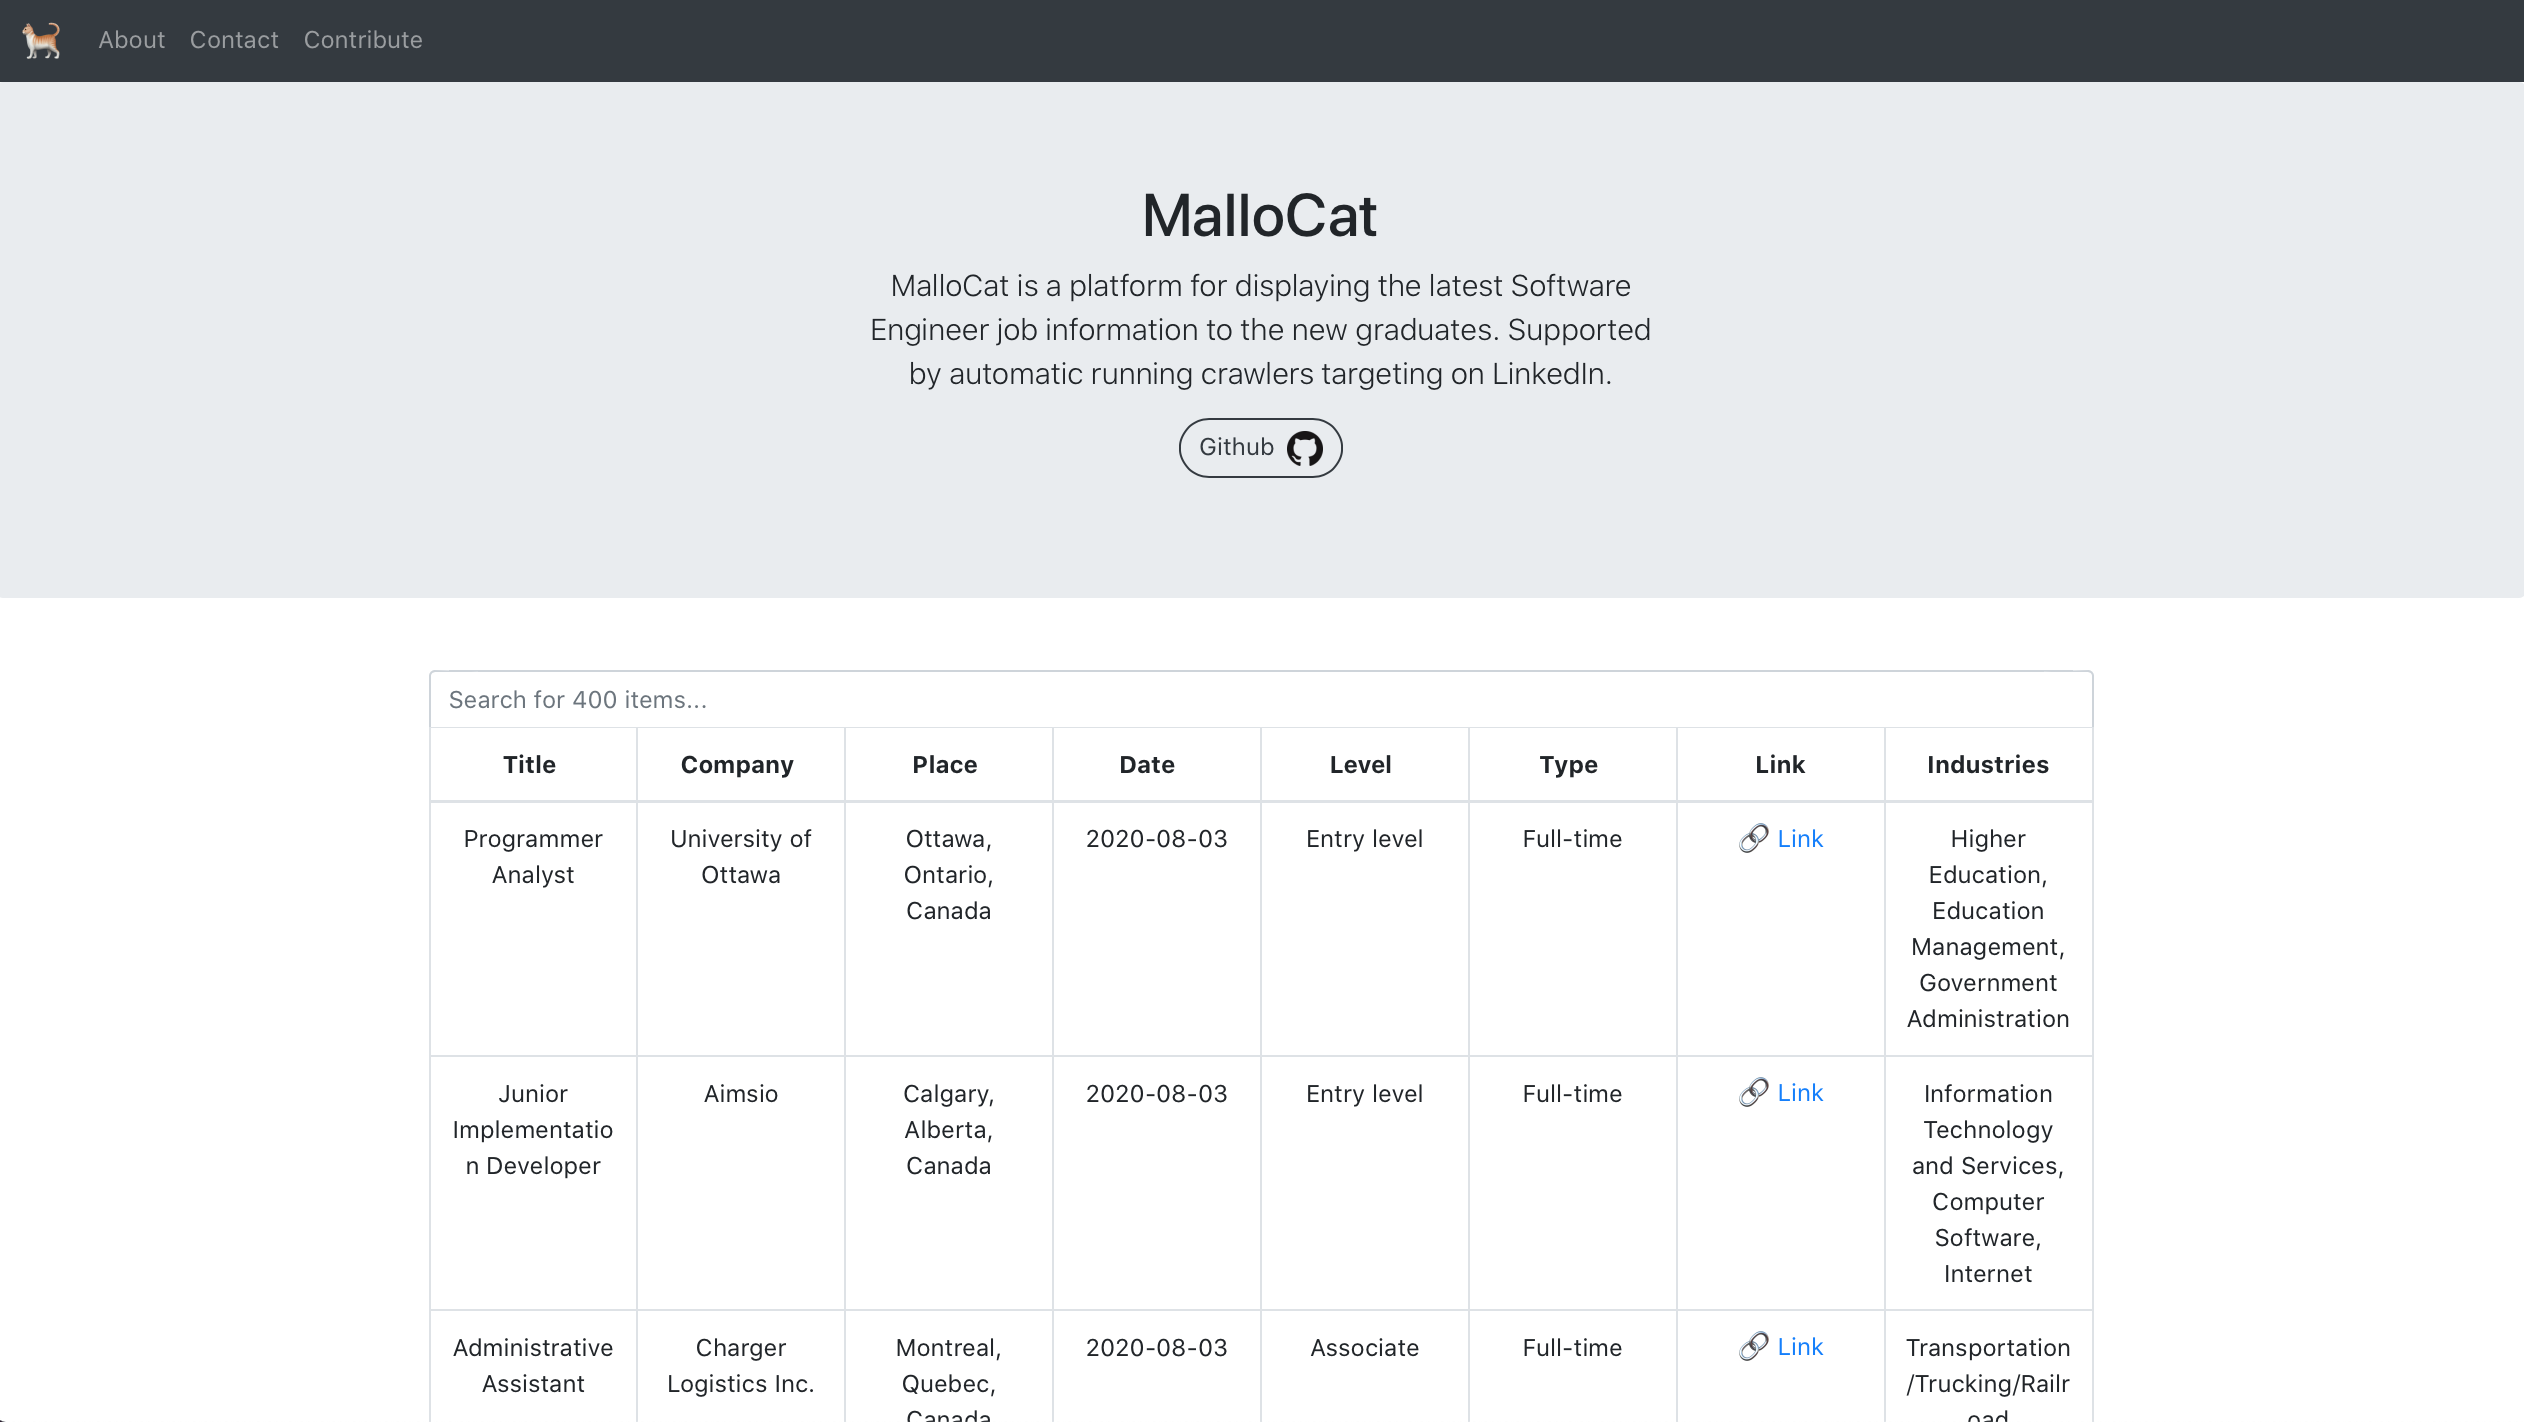 About Contact Contribute
MalloCat
MalloCat is a platform for displaying the latest Software
Engineer job information to the new graduates. Supported
by automatic running crawlers targeting on LinkedIn.
Github
Search for 400 items...
Title Company Place Date Level Type Link Industries
Programmer University of Ottawa, 2020-08-03 Entry level Full-time Link Higher
Analyst Ottawa Ontario, Education,
Canada Education
Management,
Government
Administration
Junior Aimsio Calgary, 2020-08-03 Entry level Full-time Link Information
Implementatio Alberta, Technology
n Developer Canada and Services,
Computer
Software,
Internet
Administrative Charger Montreal, 2020-08-03 Associate Full-time Link Transportation
Assistant Logistics Inc. Quebec, /Trucking/Railr
Canada oad